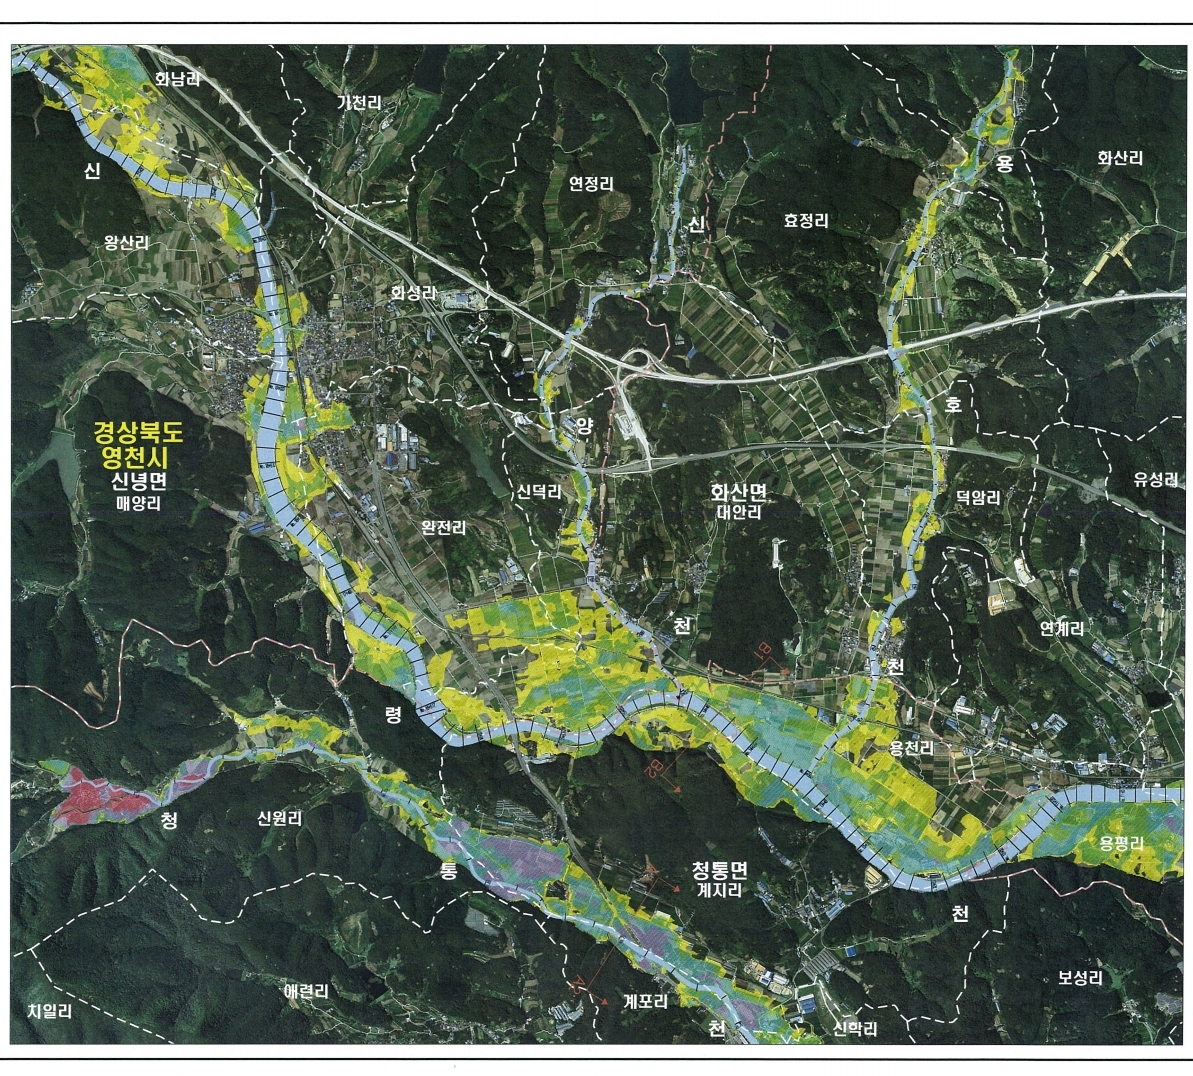 화남리
가천리
신
연정리
신
효정리
용
화산리
왕산리
화성리
경상북도
영천시
신녕면
매양리
양
호
신덕리
화산면
대안리
덕암리
유성리
완전리
천
연계리
B1
천
령
용천리
B2
청
신원리
통
청통면
계지리
용평리
천
치일리
애련리
계포리
천
신학리
보성리